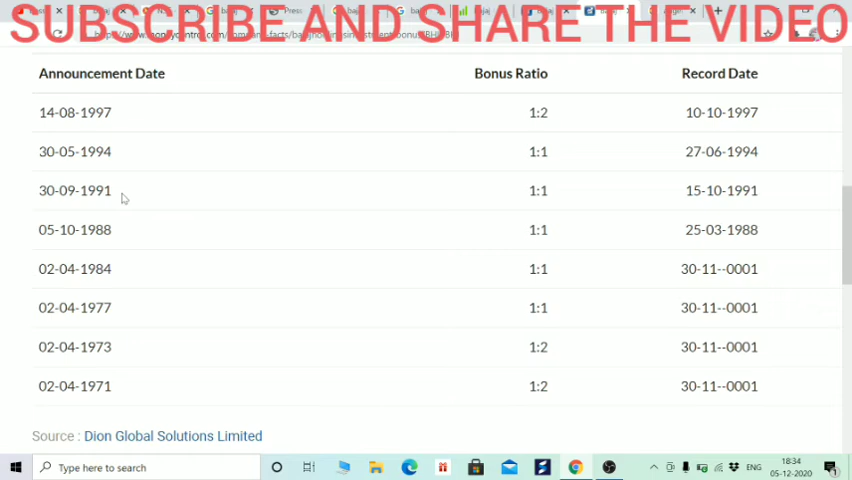 SUBSCRIBE AND SHARE THE VIDEO
Announcement Date Bonus Ratio Record Date
14-08-1997 1:2 10-10-1997
30-05-1994 1:1 27-06-1994
30-09-1991 1:1 15-10-1991
05-10-1988 1:1 25-03-1988
02-04-1984 1:1 30-11--0001
02-04-1977 1:1 30-11--0001
02-04-1973 1:2 30-11--0001
02-04-1971 1:2 30-11--0001
Source : Dion Global Solutions Limited
Type here to search
ENG
18:34
05-12-2020